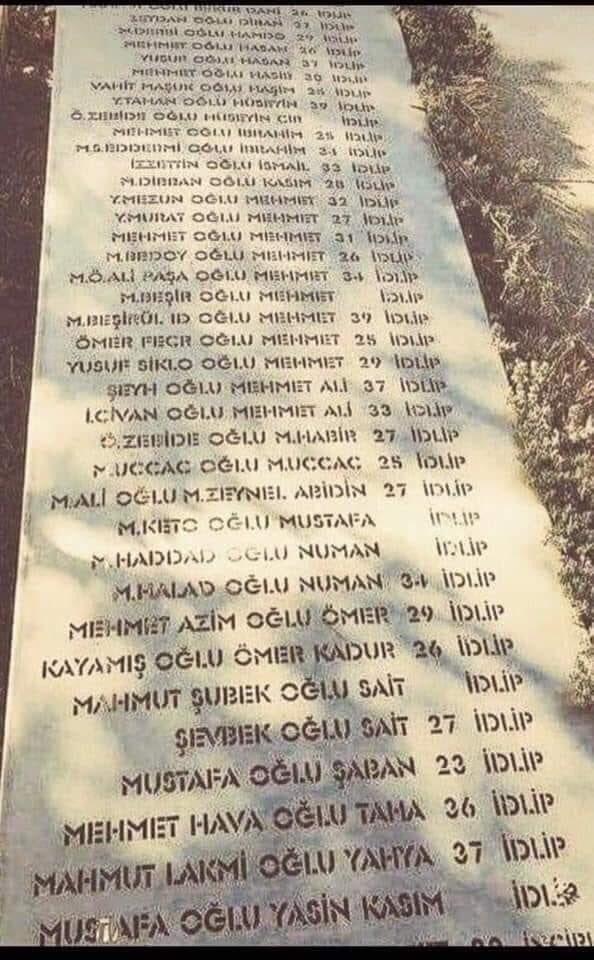 DANİ 26 İDLİP
ZEYDAN OĞLU DİBAN 27 İDLİP
M.DERBİ OĞLU HAMDO 29 İDLİP
MEHMET OĞLU HASAN 26 İDLİP
YUSUF OĞLU HASAN 37 İDLİP
MEHMET OĞLU HASİB 30 İDLİP
VAHİT MAŞUK OĞLU HAŞİM 25 İDLİP
Y.TAHAN OĞLU HÜSEYİN 39 İDLİP
Ö.ZEBİDE OĞLU HÜSEYİN CİR İDLİP
MEHMET OĞLU İBRAHİM 25 İDLİP
M.S.EDDERMİ OĞLU İBRAHİM 34 İDLİP
İZZETTİN OĞLU İSMAİL 33 İDLİP
M.DİBBAN OĞLU KASIM 28 İDLİP
Y.MEZUN OĞLU MEHMET 32 İDLİP
Y.MURAT OĞLU MEHMET 27 İDLİP
MEHMET OĞLU MEHMET 31 İDLİP
M.BEDOY OĞLU MEHMET 26 İDLİP
M.Ö.ALİ PAŞA OĞLU MEHMET 34 İDLİP
M.BEŞİR OĞLU MEHMET İDLİP
M.BEŞİRÜL ID OĞLU MEHMET 39 İDLİP
ÖMER FECR OĞLU MEHMET 25 İDLİP
YUSUF SİKLO OĞLU MEHMET 29 İDLİP
ŞEYH OĞLU MEHMET ALİ 37 İDLİP
İ.CİVAN OĞLU MEHMET ALİ 33 İDLİP
Ö.ZEBİDE OĞLU M.HABİR 27 İDLİP
M.UCCAC OĞLU M.UCCAC 25 İDLİP
M.ALİ OĞLU M.ZEYNEL ABİDİN 27 İDLİP
M.KETO OĞLU MUSTAFA İDLİP
M.HADDAD OĞLU NUMAN İDLİP
M.HALAD OĞLU NUMAN 34 İDLİP
MEHMET AZİM OĞLU ÖMER 29 İDLİP
KAYAMIŞ OĞLU ÖMER KADUR 26 İDLİP
MAHMUT ŞUBEK OĞLU SAİT İDLİP
ŞEVBEK OĞLU SAİT 27 İDLİP
MUSTAFA OĞLU ŞABAN 23 İDLİP
MEHMET HAVA OĞLU TAHA 36 İDLİP
MAHMUT LAKMİ OĞLU YAHYA 37 İDLİP
MUSTAFA OĞLU YASİN KASIM İDLİP